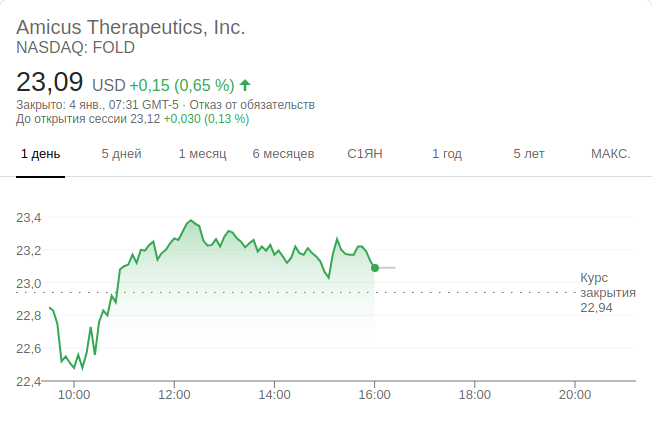 Amicus Therapeutics, Inc.
NASDAQ: FOLD
23,09 USD +0,15 (0,65 %)
Закрыто: 4 янв., 07:31 GMT-5 · Отказ от обязательств
До открытия сессии 23,12 +0,030 (0,13 %)
1 день 5 дней 1 месяц 6 месяцев С1ЯН 1 год 5 лет МАКС.
23,4
23,2
23,0
Курс
закрытия
22,94
22,8
22,6
22,4
10:00 12:00 14:00 16:00 18:00 20:00